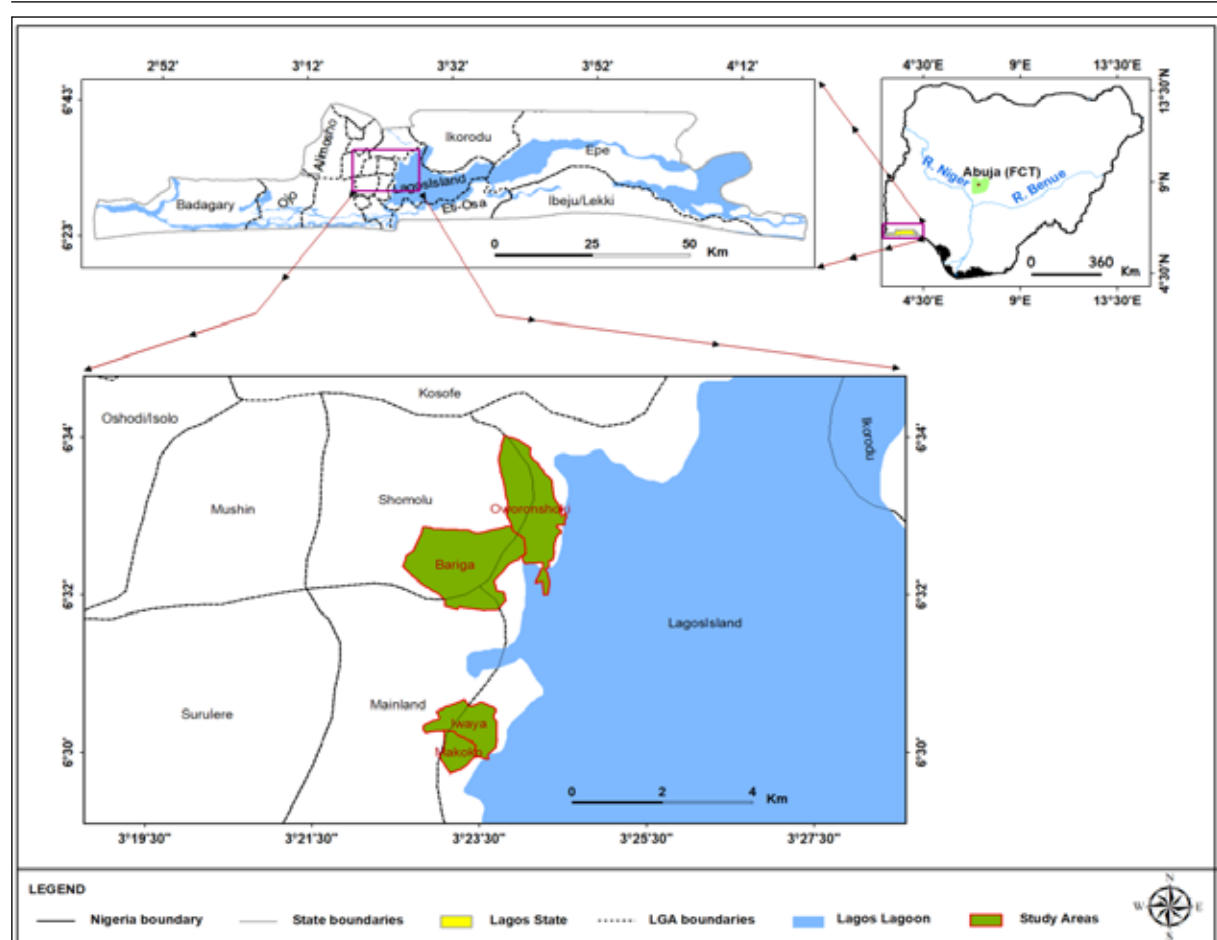 2°52' 3°12' 3°32' 3°52' 4°12'
6°43'
6°23'
Alimosho
Ikorodu
Epe
LagosIsland
Badagary
Ojo
Eti-Osa
Ibeju/Lekki
0 25 50
Km
4°30'E 9°E 13°30'E
13°30'N
9°N
4°30'N
Abuja (FCT)
R. Niger
R. Benue
0 360
Km
4°30'E 9°E 13°30'E
Kosofe
Oshodi/Isolo
Ikorodu
6°34' 6°34'
Shomolu
Mushin
Oworonshoki
Bariga
6°32' 6°32'
LagosIsland
Mainland
Surulere
Iwaya
Makoko
6°30' 6°30'
0 2 4
Km
3°19'30" 3°21'30" 3°23'30" 3°25'30" 3°27'30"
LEGEND
Nigeria boundary State boundaries Lagos State LGA boundaries Lagos Lagoon Study Areas
N
W E
S